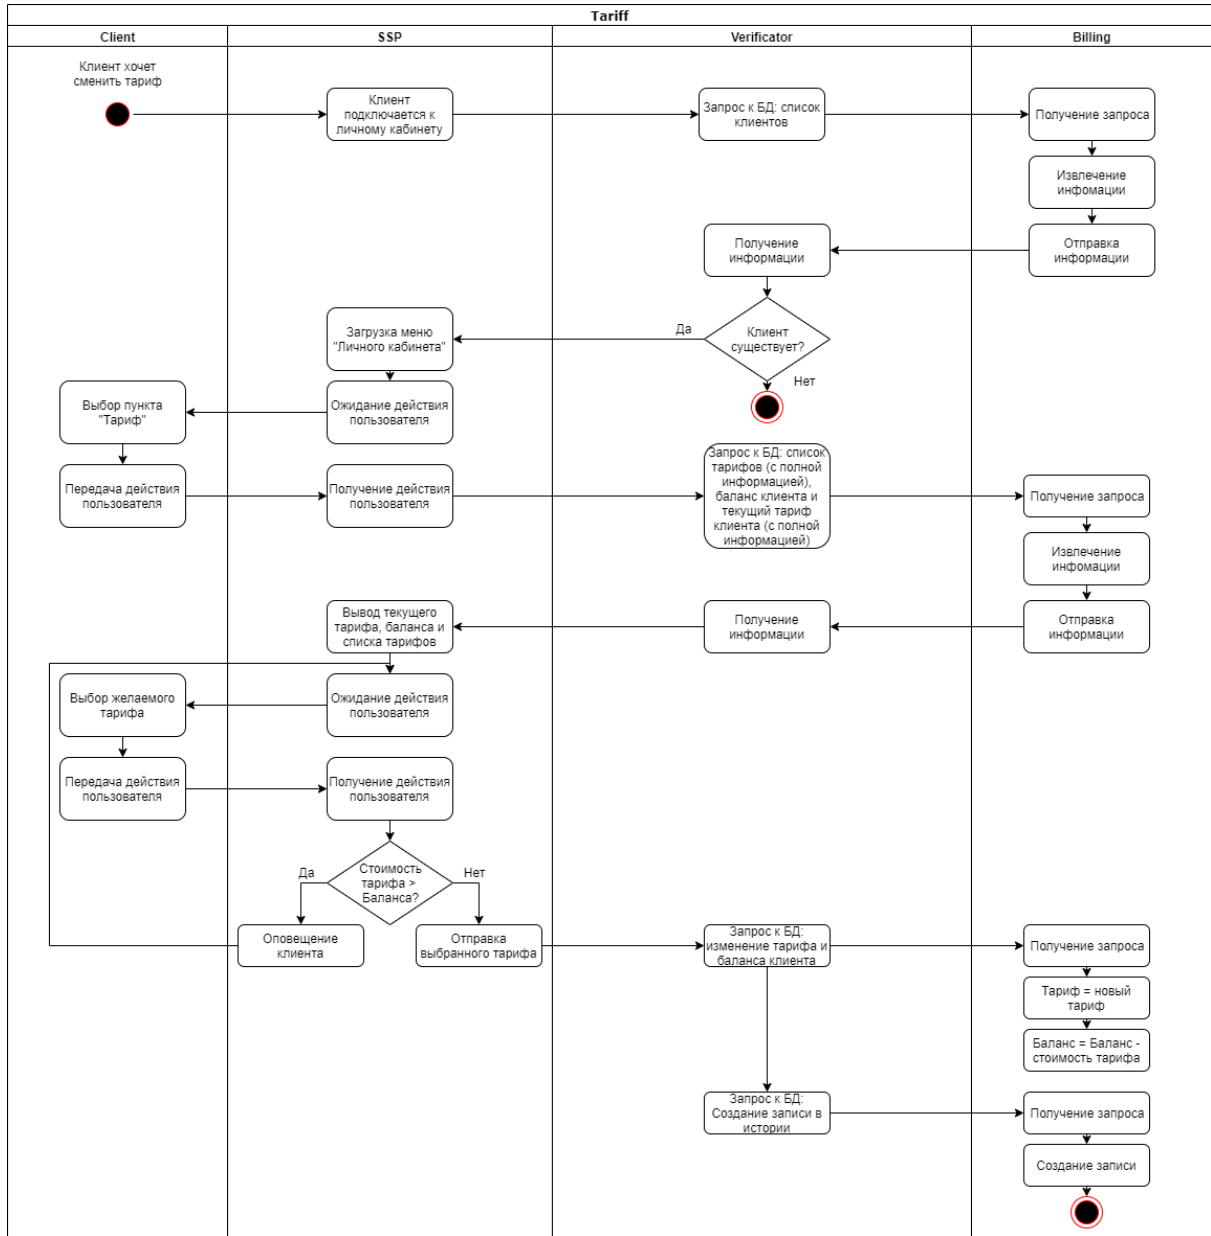 Tariff
Client
SSP
Verificator
Billing
Клиент хочет
сменить тариф
Клиент
подключается к
личному кабинету
Запрос к БД: список
клиентов
Получение запроса
Извлечение
инфомации
Отправка
информации
Получение
информации
Клиент
существует?
Да
Нет
Загрузка меню
"Личного кабинета"
Ожидание действия
пользователя
Выбор пункта
"Тариф"
Передача действия
пользователя
Получение действия
пользователя
Запрос к БД: список
тарифов (с полной
информацией),
баланс клиента и
текущий тариф
клиента (с полной
информацией)
Получение запроса
Извлечение
инфомации
Отправка
информации
Получение
информации
Вывод текущего
тарифа, баланса и
списка тарифов
Ожидание действия
пользователя
Выбор желаемого
тарифа
Передача действия
пользователя
Получение действия
пользователя
Стоимость
тарифа >
Баланса?
Да
Нет
Оповещение
клиента
Отправка
выбранного тарифа
Запрос к БД:
изменение тарифа и
баланса клиента
Получение запроса
Тариф = новый
тариф
Баланс = Баланс -
стоимость тарифа
Запрос к БД:
Создание записи в
истории
Получение запроса
Создание записи